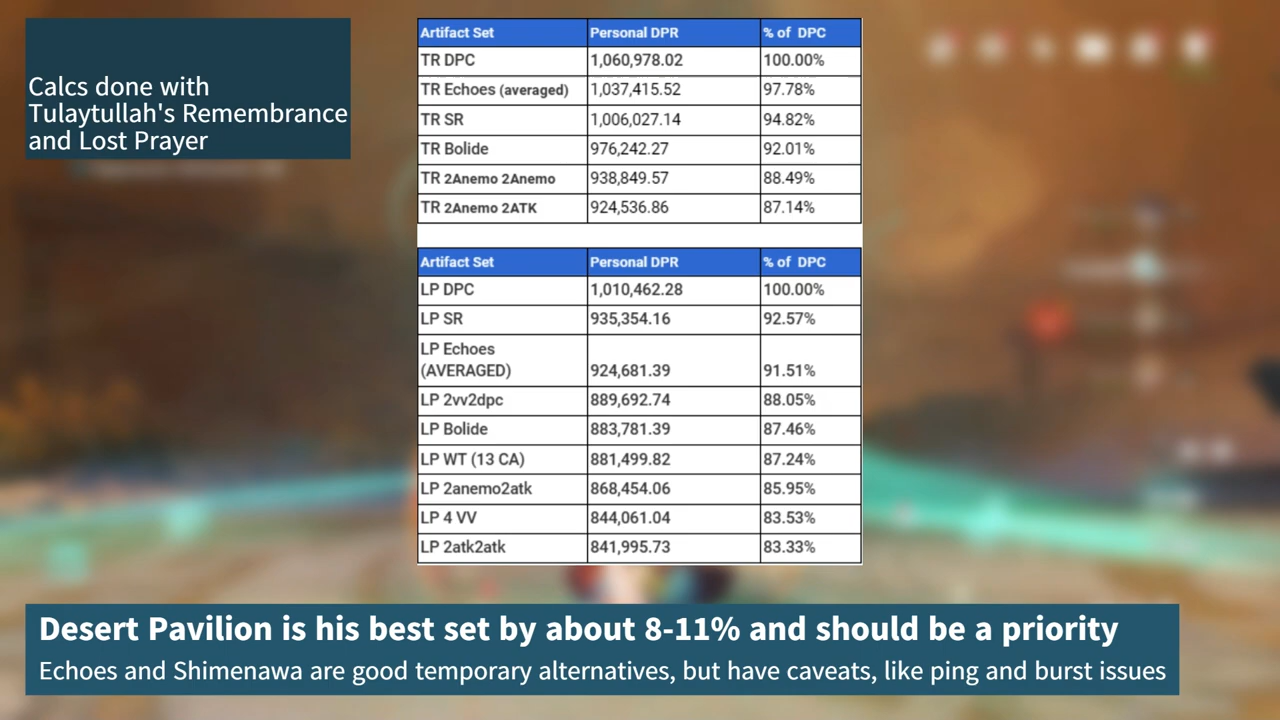 Calcs done with
Tulaytullah's Remembrance
and Lost Prayer
Artifact Set Personal DPR % of DPC
TR DPC 1,060,978.02 100.00%
TR Echoes (averaged) 1,037,415.52 97.78%
TR SR 1,006,027.14 94.82%
TR Bolide 976,242.27 92.01%
TR 2Anemo 2Anemo 938,849.57 88.49%
TR 2Anemo 2ATK 924,536.86 87.14%
Artifact Set Personal DPR % of DPC
LP DPC 1,010,462.28 100.00%
LP SR 935,354.16 92.57%
LP Echoes
(AVERAGED) 924,681.39 91.51%
LP 2vv2dpc 889,692.74 88.05%
LP Bolide 883,781.39 87.46%
LP WT (13 CA) 881,499.82 87.24%
LP 2anemo2atk 868,454.06 85.95%
LP 4 VV 844,061.04 83.53%
LP 2atk2atk 841,995.73 83.33%
Desert Pavilion is his best set by about 8-11% and should be a priority
Echoes and Shimenawa are good temporary alternatives, but have caveats, like ping and burst issues